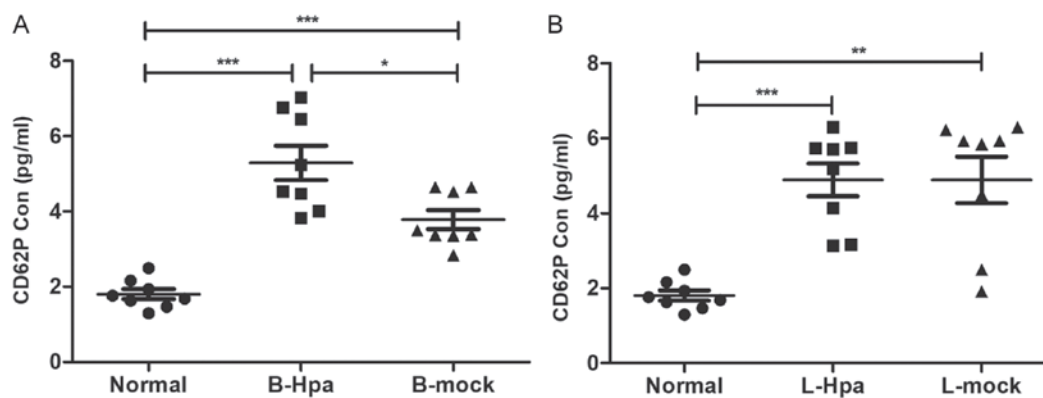 A
***
***
*
CD62P Con (pg/ml)
8
6
4
2
0
Normal
B-Hpa
B-mock
B
**
***
CD62P Con (pg/ml)
8
6
4
2
0
Normal
L-Hpa
L-mock